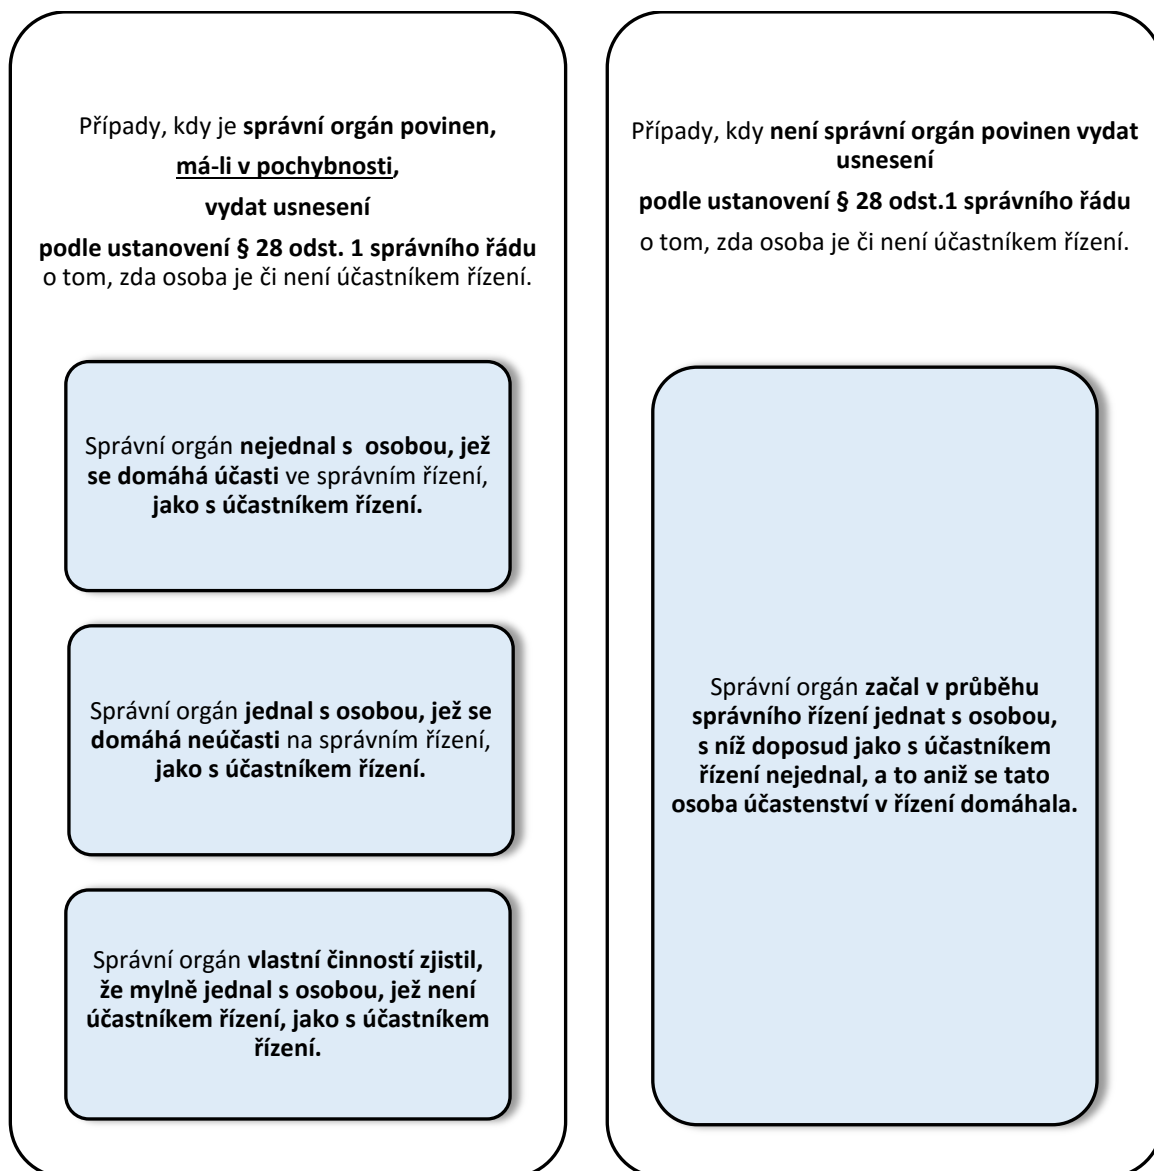 Případy, kdy je správní orgán povinen,
má-li v pochybnosti,
vydat usnesení
podle ustanovení § 28 odst. 1 správního řádu
o tom, zda osoba je či není účastníkem řízení.
Správní orgán nejednal s osobou, jež
se domáhá účasti ve správním řízení,
jako s účastníkem řízení.
Správní orgán jednal s osobou, jež se
domáhá neúčasti na správním řízení,
jako s účastníkem řízení.
Správní orgán vlastní činností zjistil,
že mylně jednal s osobou, jež není
účastníkem řízení, jako s účastníkem
řízení.
Případy, kdy není správní orgán povinen vydat
usnesení
podle ustanovení § 28 odst.1 správního řádu
o tom, zda osoba je či není účastníkem řízení.
Správní orgán začal v průběhu
správního řízení jednat s osobou,
s níž doposud jako s účastníkem
řízení nejednal, a to aniž se tato
osoba účastenství v řízení domáhala.